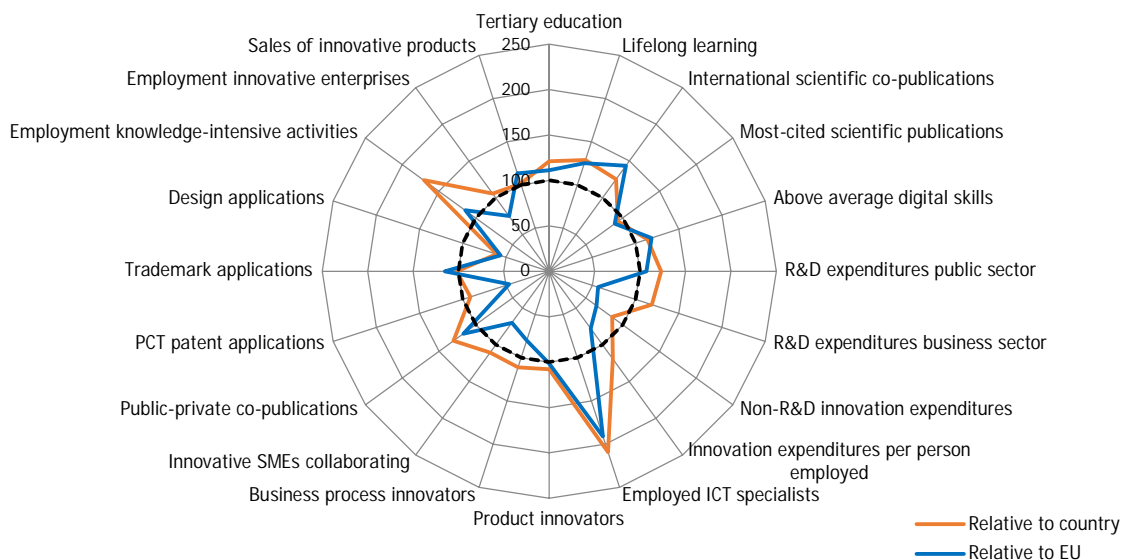 Tertiary education
250
Sales of innovative products
Lifelong learning
Employment innovative enterprises
200
International scientific co-publications
Employment knowledge-intensive activities
150
Most-cited scientific publications
100
Design applications
Above average digital skills
50
Trademark applications
0
R&D expenditures public sector
PCT patent applications
R&D expenditures business sector
Public-private co-publications
Non-R&D innovation expenditures
Innovative SMEs collaborating
Innovation expenditures per person
employed
Business process innovators
Employed ICT specialists
Product innovators
Relative to country
Relative to EU